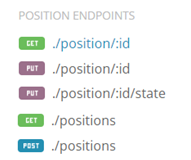 POSITION ENDPOINTS
GET ./position/:id
PUT ./position/:id
PUT ./position/:id/state
GET ./positions
POST ./positions